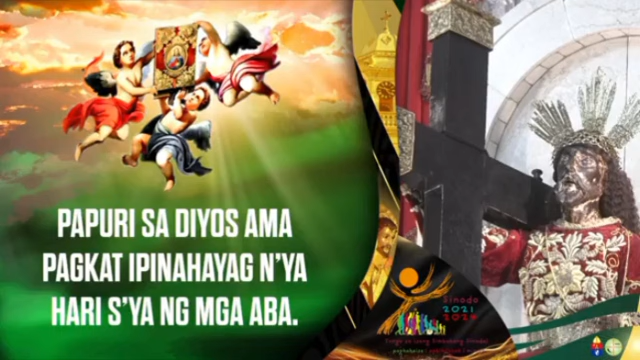 PAPURI SA DIYOS AMA
PAGKAT IPINAHAYAG N'YA
HARI S'YA NG MGA ABA.
Sinodo
2021
2024